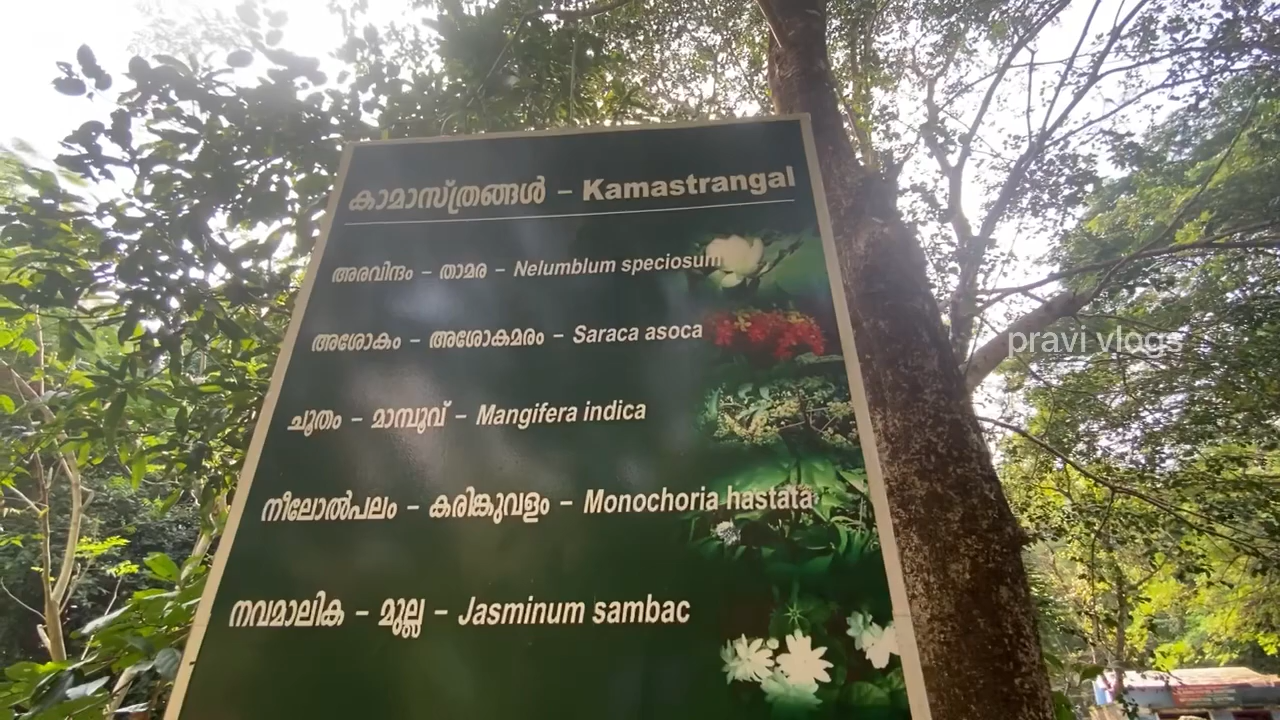 കാമാസ്ത്രങ്ങൾ – Kamastrangal
അരവിന്ദം – താമര – Nelumblum speciosum
അശോകം – അശോകമരം – Saraca asoca
ചൂതം – മാമ്പൂവ് – Mangifera indica
നീലോൽപലം – കരിങ്കുവളം – Monochoria hastata
നവമാലിക – മുല്ല – Jasminum sambac
pravi vlogs